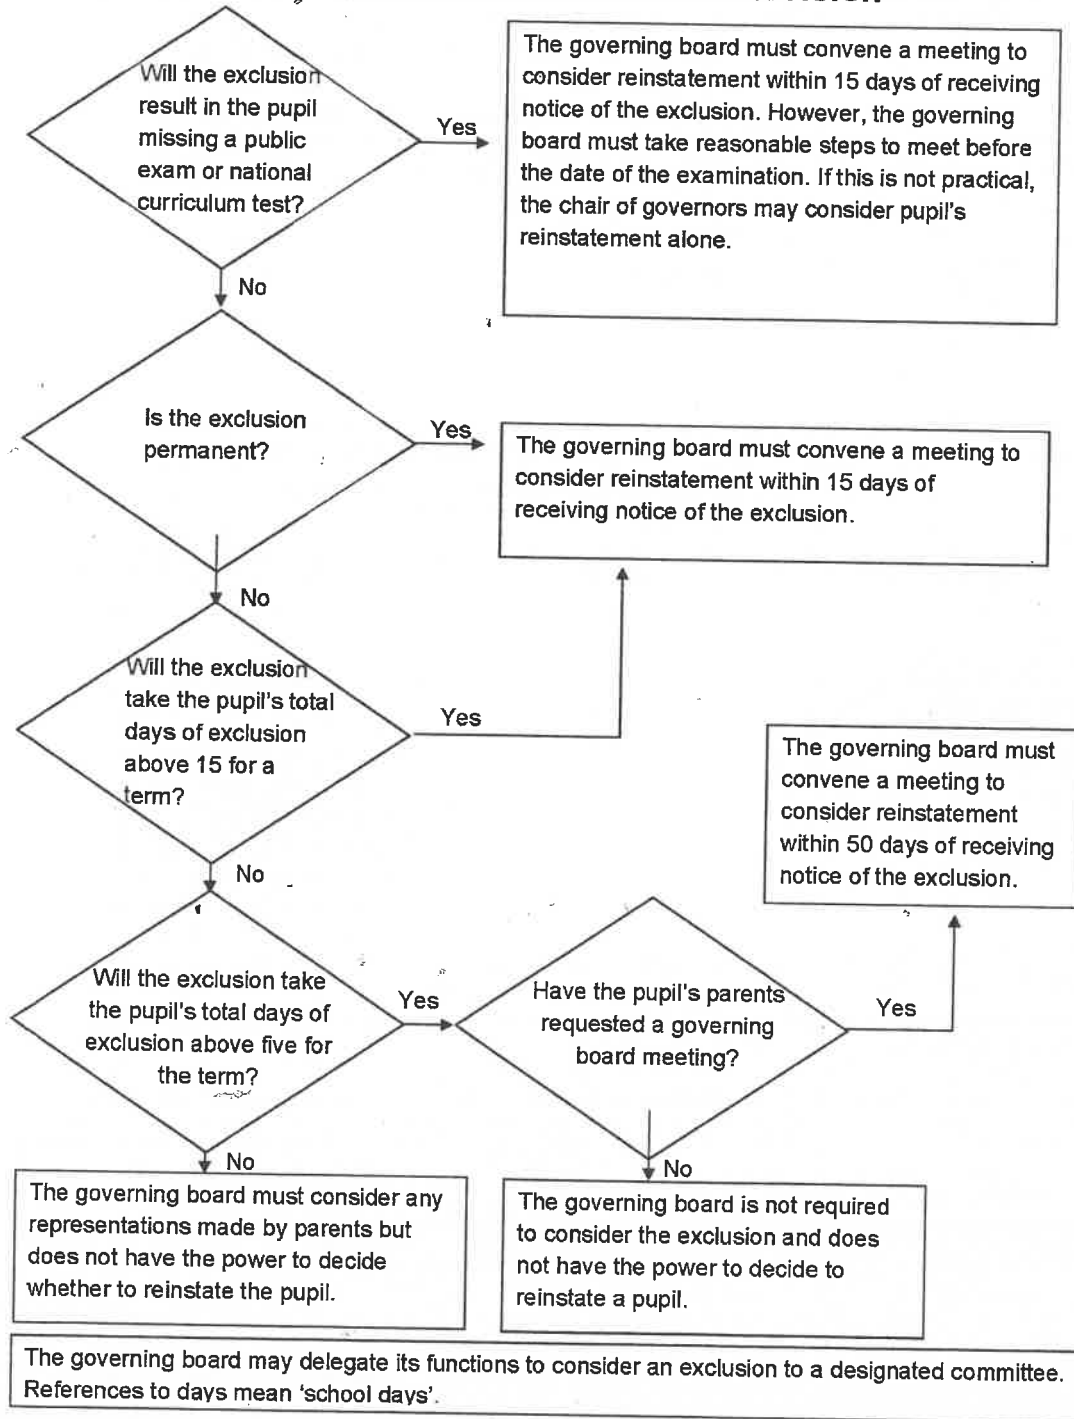 Will the exclusion
result in the pupil
missing a public
exam or national
curriculum test?
Yes
The governing board must convene a meeting to
consider reinstatement within 15 days of receiving
notice of the exclusion. However, the governing
board must take reasonable steps to meet before
the date of the examination. If this is not practical,
the chair of governors may consider pupil's
reinstatement alone.
No
Is the exclusion
permanent?
Yes
The governing board must convene a meeting to
consider reinstatement within 15 days of
receiving notice of the exclusion.
No
Will the exclusion
take the pupil's total
days of exclusion
above 15 for a
term?
Yes
The governing board must
convene a meeting to
consider reinstatement
within 50 days of receiving
notice of the exclusion.
No
Will the exclusion take
the pupil's total days of
exclusion above five for
the term?
Yes
Have the pupil's parents
requested a governing
board meeting?
Yes
No
The governing board must consider any
representations made by parents but
does not have the power to decide
whether to reinstate the pupil.
No
The governing board is not required
to consider the exclusion and does
not have the power to decide to
reinstate a pupil.
The governing board may delegate its functions to consider an exclusion to a designated committee.
References to days mean 'school days'.